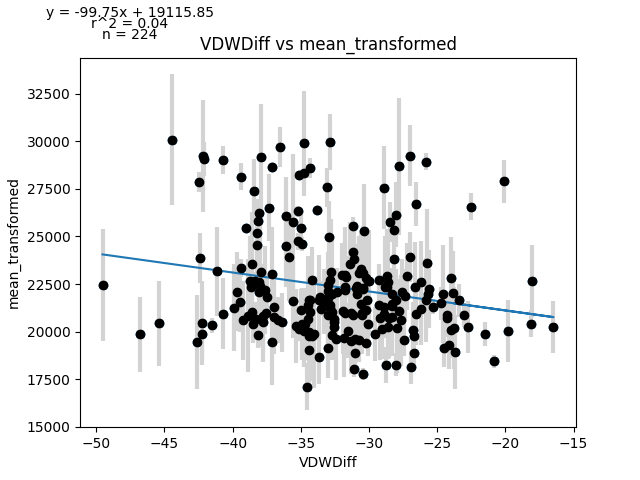 y = -99.75x + 19115.85
r^2 = 0.04
n = 224
VDWDiff vs mean_transformed
mean_transformed
32500
30000
27500
25000
22500
20000
17500
15000
−50
−45
−40
−35
−30
−25
−20
−15
VDWDiff